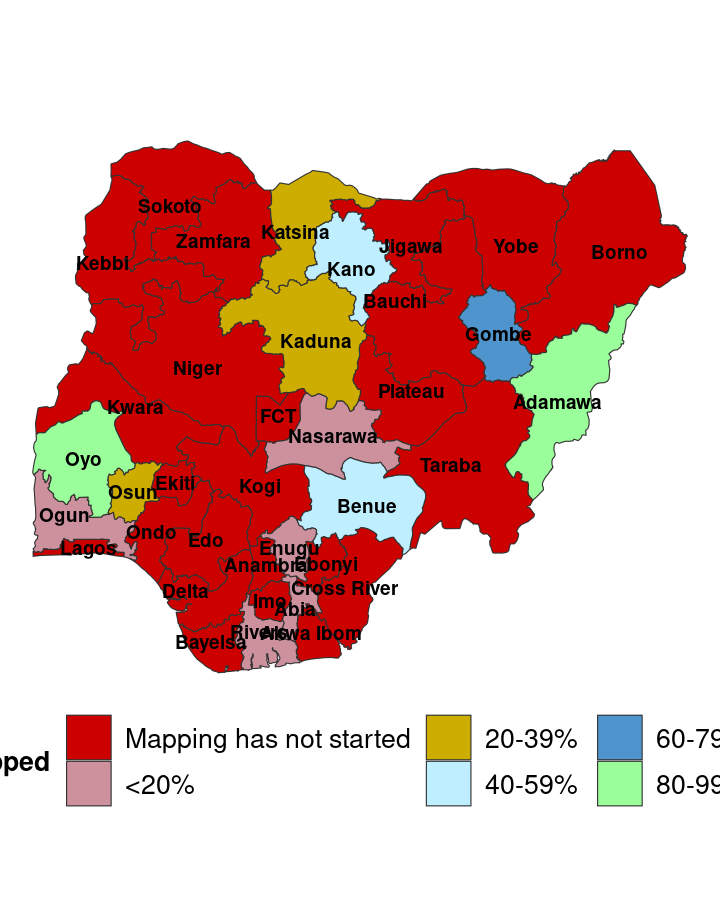 Sokoto
Katsina
Zamfara
Jigawa
Yobe
Borno
Kebbi
Kano
Bauchi
Gombe
Kaduna
Niger
Plateau
Adamawa
Kwara
FCT
Nasarawa
Oyo
Taraba
Ekiti
Osun
Kogi
Benue
Ogun
Ondo
Edo
Lagos
Enugu
Anambra
Ebonyi
Delta
Cross River
Imo
Abia
Rivers
Akwa Ibom
Bayelsa
pped
Mapping has not started
20-39%
60-79
<20%
40-59%
80-99